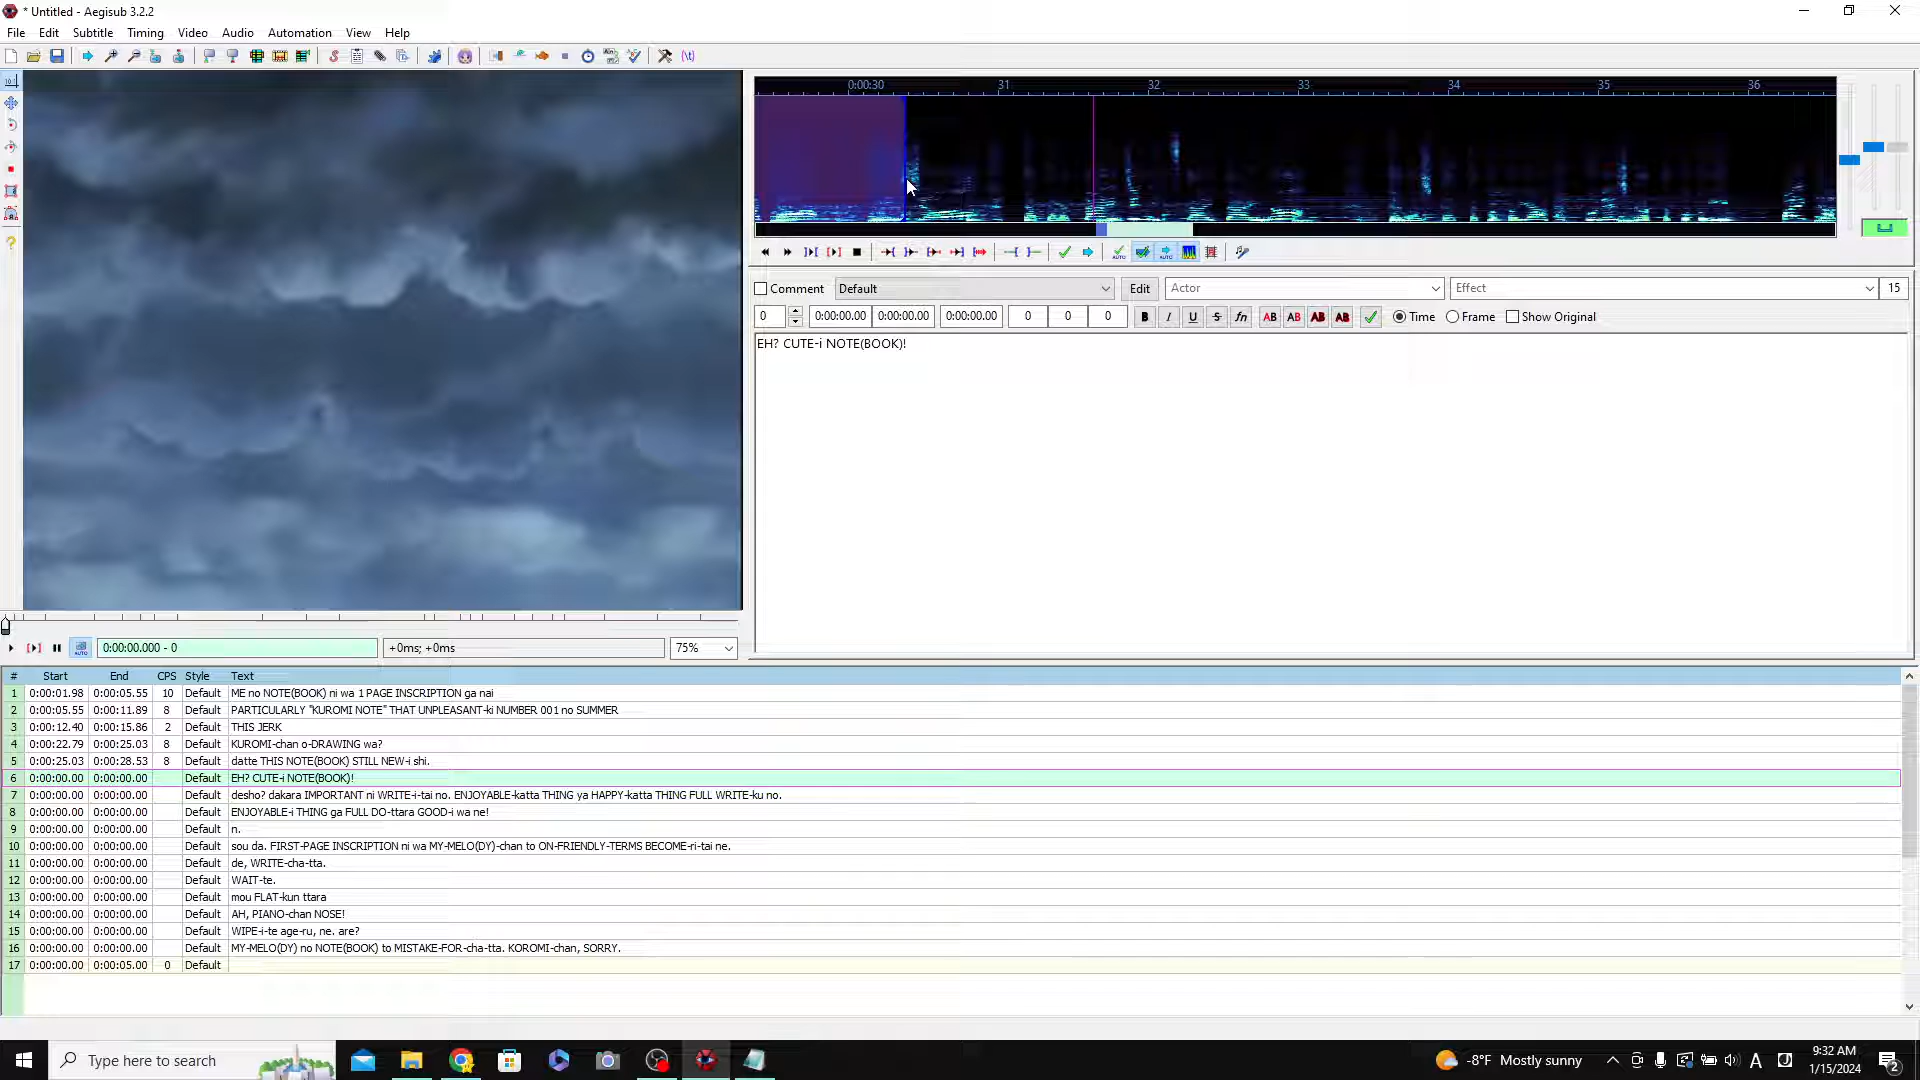 * Untitled - Aegisub 3.2.2
File Edit Subtitle Timing Video Audio Automation View Help
0:00:30 31 32 33 34 35 36
Comment Default Edit Actor Effect 15
0 0:00:00.00 0:00:00.00 0:00:00.00 0 0 0 B I U S fn AB AB AB AB Time Frame Show Original
EH? CUTE-i NOTE(BOOK)!
0:00:00.000 - 0 +0ms; +0ms 75%
# Start End CPS Style Text
1 0:00:01.98 0:00:05.55 10 Default ME no NOTE(BOOK) ni wa 1 PAGE INSCRIPTION ga nai
2 0:00:05.55 0:00:11.89 8 Default PARTICULARLY "KUROMI NOTE" THAT UNPLEASANT-ki NUMBER 001 no SUMMER
3 0:00:12.40 0:00:15.86 2 Default THIS JERK
4 0:00:22.79 0:00:25.03 8 Default KUROMI-chan o-DRAWING wa?
5 0:00:25.03 0:00:28.53 8 Default datte THIS NOTE(BOOK) STILL NEW-i shi.
6 0:00:00.00 0:00:00.00 Default EH? CUTE-i NOTE(BOOK)!
7 0:00:00.00 0:00:00.00 Default desho? dakara IMPORTANT ni WRITE-i-tai no. ENJOYABLE-katta THING ya HAPPY-katta THING FULL WRITE-ku no.
8 0:00:00.00 0:00:00.00 Default ENJOYABLE-i THING ga FULL DO-ttara GOOD-i wa ne!
9 0:00:00.00 0:00:00.00 Default n.
10 0:00:00.00 0:00:00.00 Default sou da. FIRST-PAGE INSCRIPTION ni wa MY-MELO(DY)-chan to ON-FRIENDLY-TERMS BECOME-ri-tai ne.
11 0:00:00.00 0:00:00.00 Default de, WRITE-cha-tta.
12 0:00:00.00 0:00:00.00 Default WAIT-te.
13 0:00:00.00 0:00:00.00 Default mou FLAT-kun ttara
14 0:00:00.00 0:00:00.00 Default AH, PIANO-chan NOSE!
15 0:00:00.00 0:00:00.00 Default WIPE-i-te age-ru, ne. are?
16 0:00:00.00 0:00:00.00 Default MY-MELO(DY) no NOTE(BOOK) to MISTAKE-FOR-cha-tta. KOROMI-chan, SORRY.
17 0:00:00.00 0:00:05.00 0 Default
Type here to search -8°F Mostly sunny A 9:32 AM
1/15/2024 2